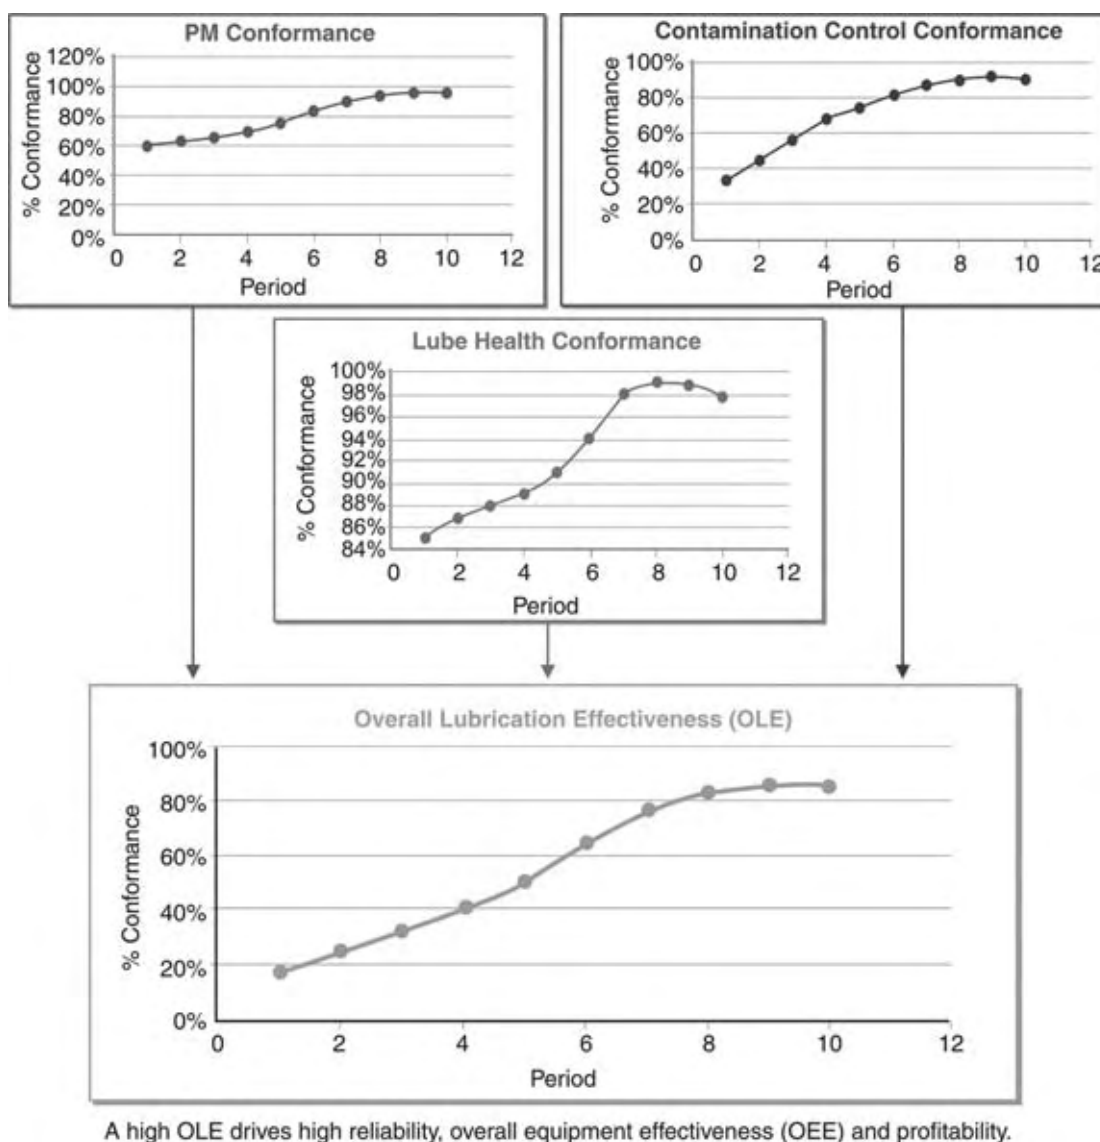 PM Conformance
% Conformance
120%
100%
80%
60%
40%
20%
0%
0 2 4 6 8 10 12
Period
Contamination Control Conformance
% Conformance
100%
80%
60%
40%
20%
0%
0 2 4 6 8 10 12
Period
Lube Health Conformance
% Conformance
100%
98%
96%
94%
92%
90%
88%
86%
84%
0 2 4 6 8 10 12
Period
Overall Lubrication Effectiveness (OLE)
% Conformance
100%
80%
60%
40%
20%
0%
0 2 4 6 8 10 12
Period
A high OLE drives high reliability, overall equipment effectiveness (OEE) and profitability.